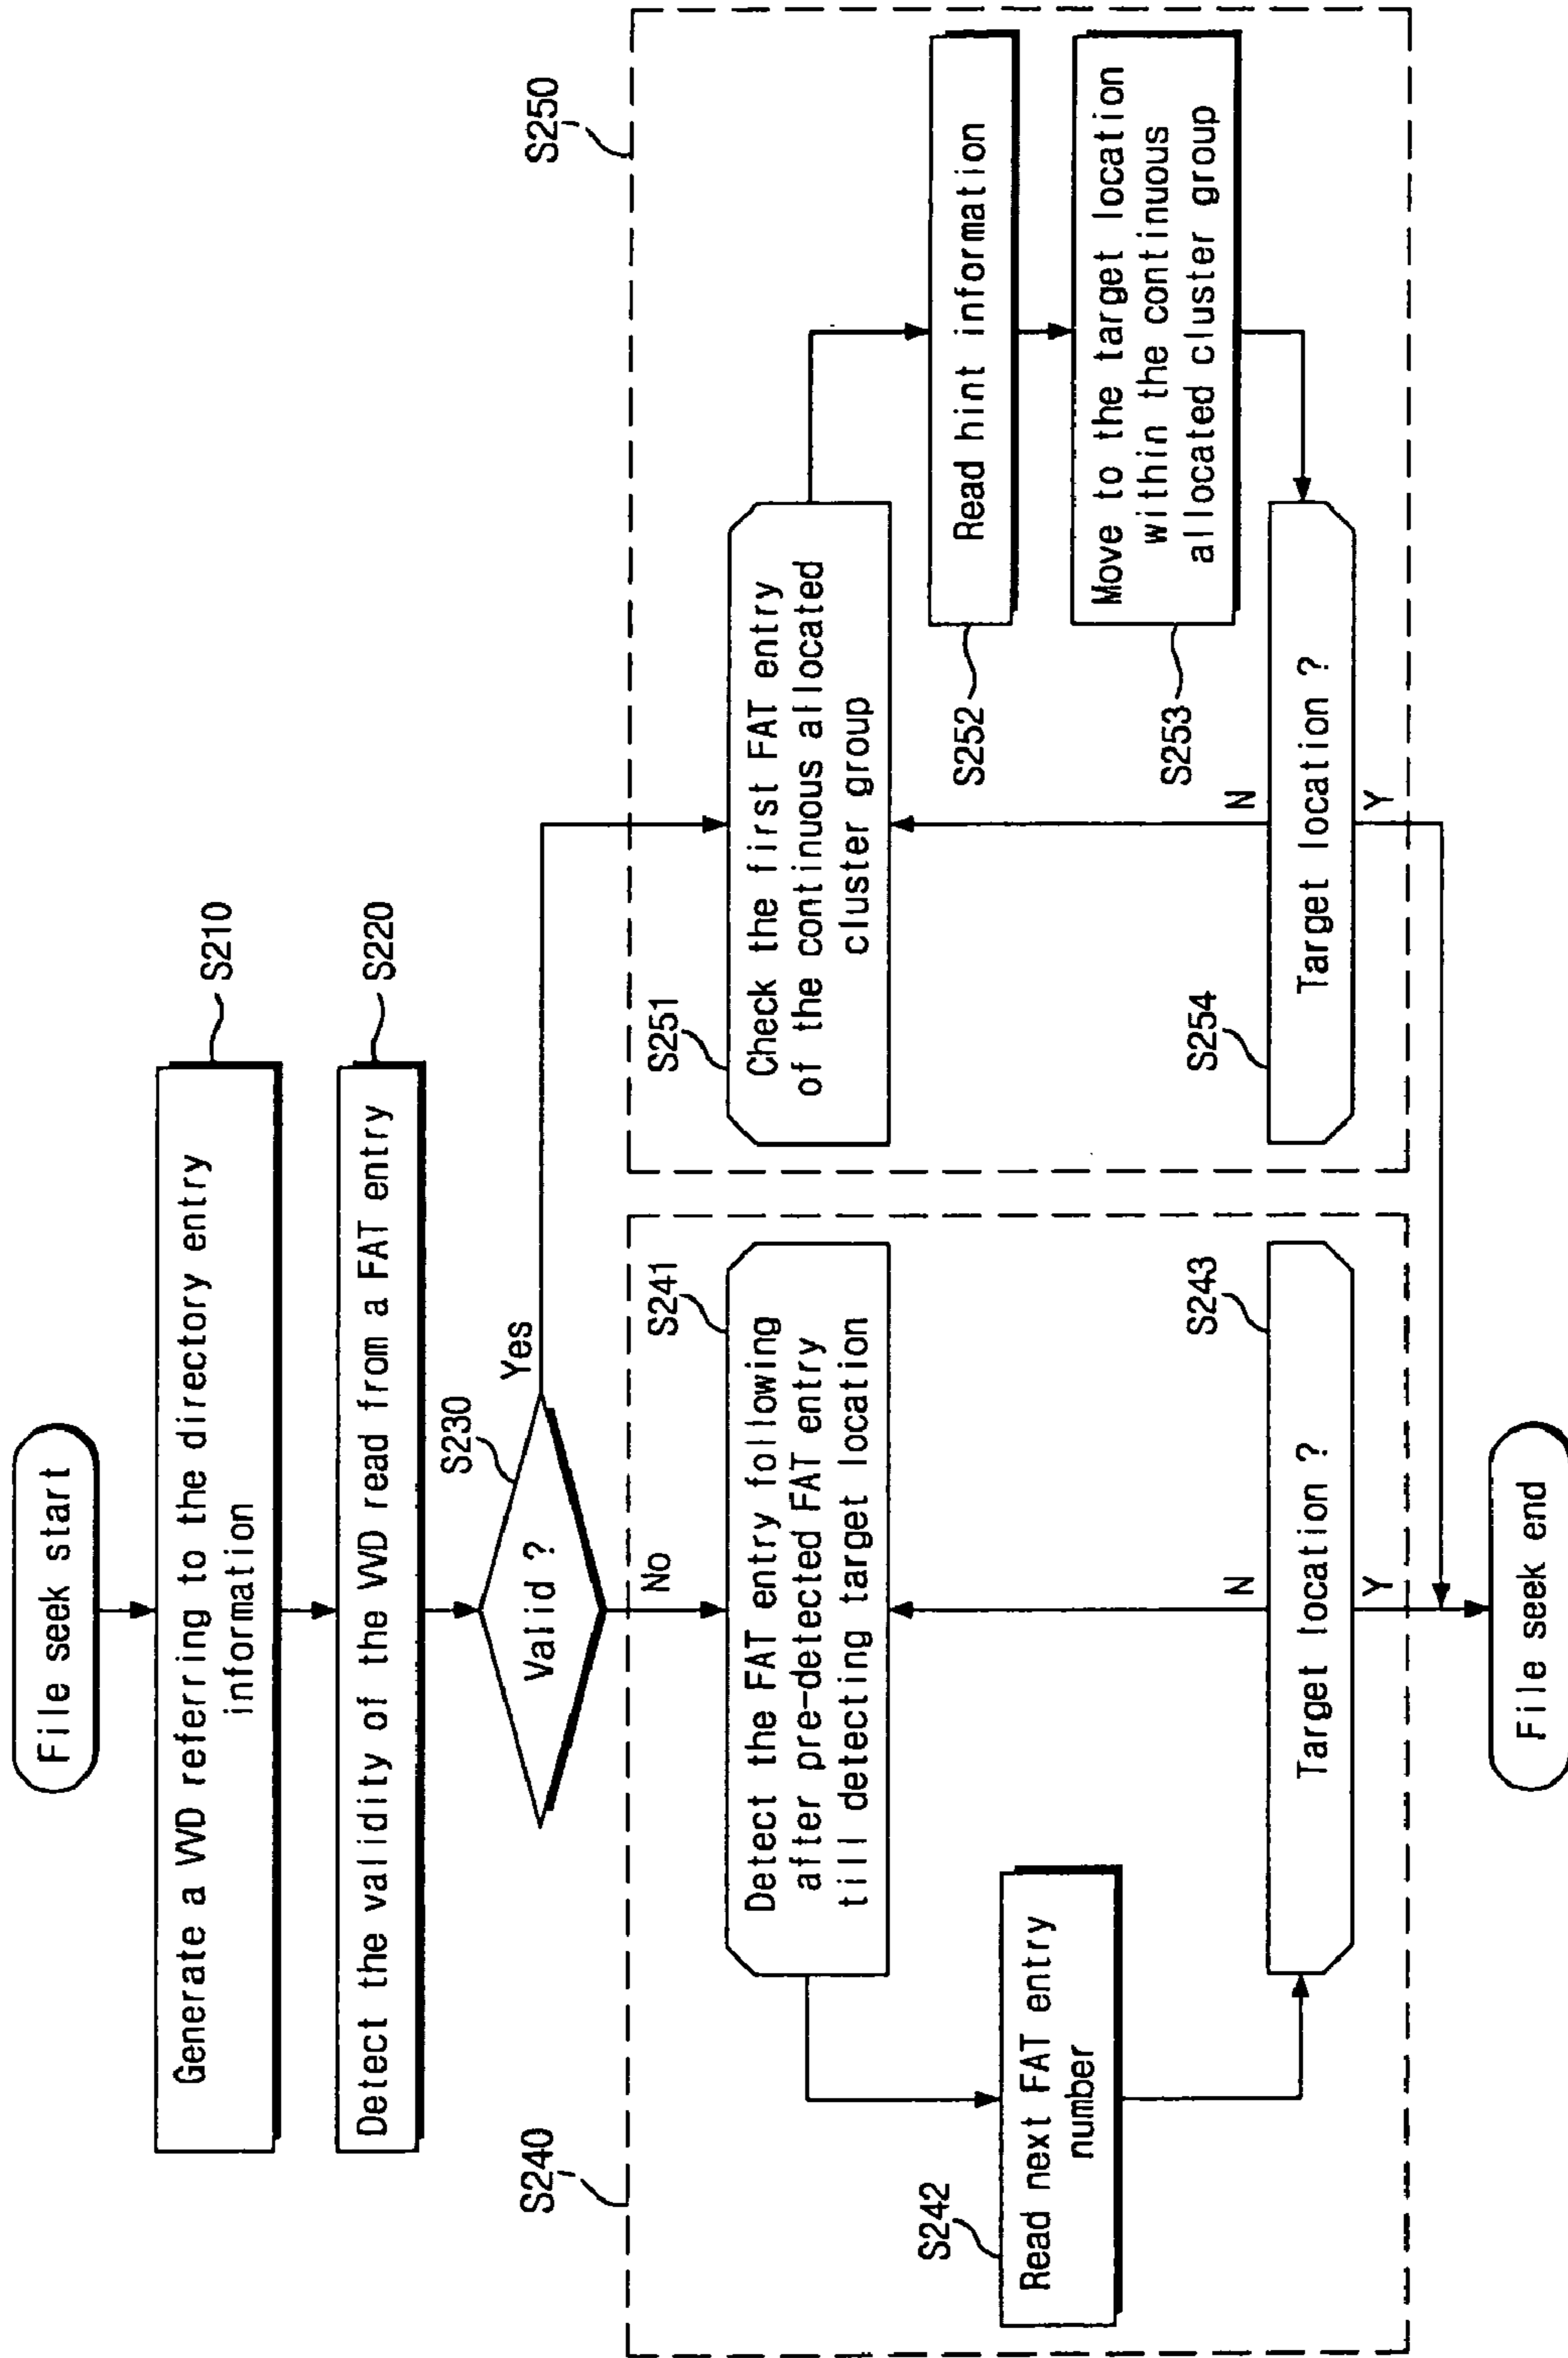 File seek start
Generate a VVD referring to the directory entry
information
S210
Detect the validity of the VVD read from a FAT entry
S220
Valid ?
S230
Yes
No
S240
S241
Detect the FAT entry following
after pre-detected FAT entry
till detecting target location
S242
Read next FAT entry
number
S243
Target location ?
N
Y
S250
S251
Check the first FAT entry
of the continuous allocated
cluster group
Read hint information
S252
Move to the target location
within the continuous
allocated cluster group
S253
S254
Target location ?
N
Y
File seek end